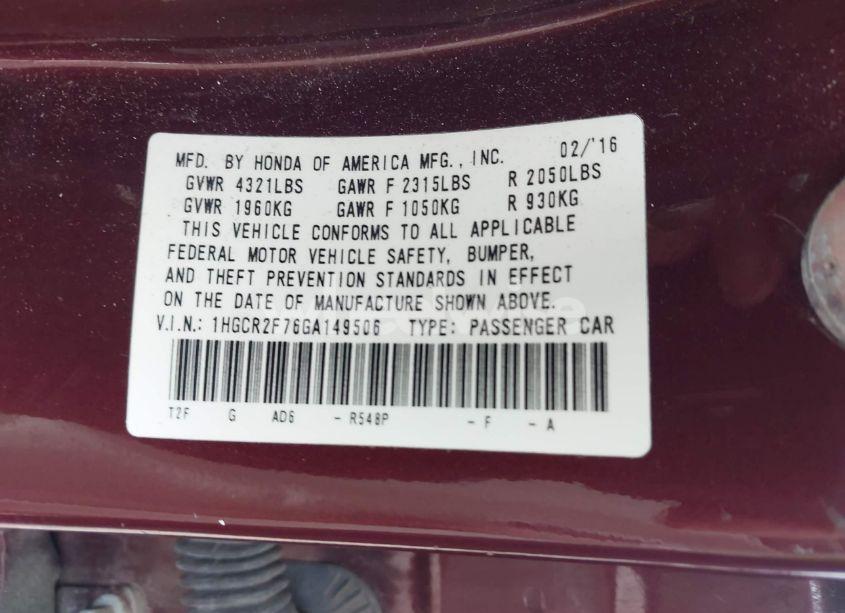 MFD. BY HONDA OF AMERICA MFG., INC. 02/'16
GVWR 4321LBS GAWR F 2315LBS R 2050LBS
GVWR 1960KG GAWR F 1050KG R 930KG
THIS VEHICLE CONFORMS TO ALL APPLICABLE
FEDERAL MOTOR VEHICLE SAFETY, BUMPER,
AND THEFT PREVENTION STANDARDS IN EFFECT
ON THE DATE OF MANUFACTURE SHOWN ABOVE.
V.I.N.: 1HGCR2F76GA149506 TYPE: PASSENGER CAR
T2F G AD6 - R548P - F - A